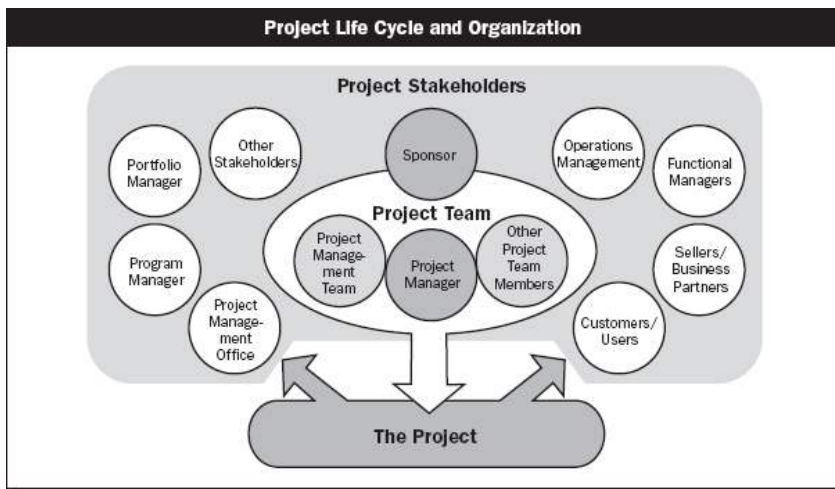 Project Life Cycle and Organization
Project Stakeholders
Portfolio
Manager
Other
Stakeholders
Sponsor
Operations
Management
Functional
Managers
Project Team
Program
Manager
Project
Manage-
ment
Team
Project
Manager
Other
Project
Team
Members
Sellers/
Business
Partners
Project
Manage-
ment
Office
Customers/
Users
The Project